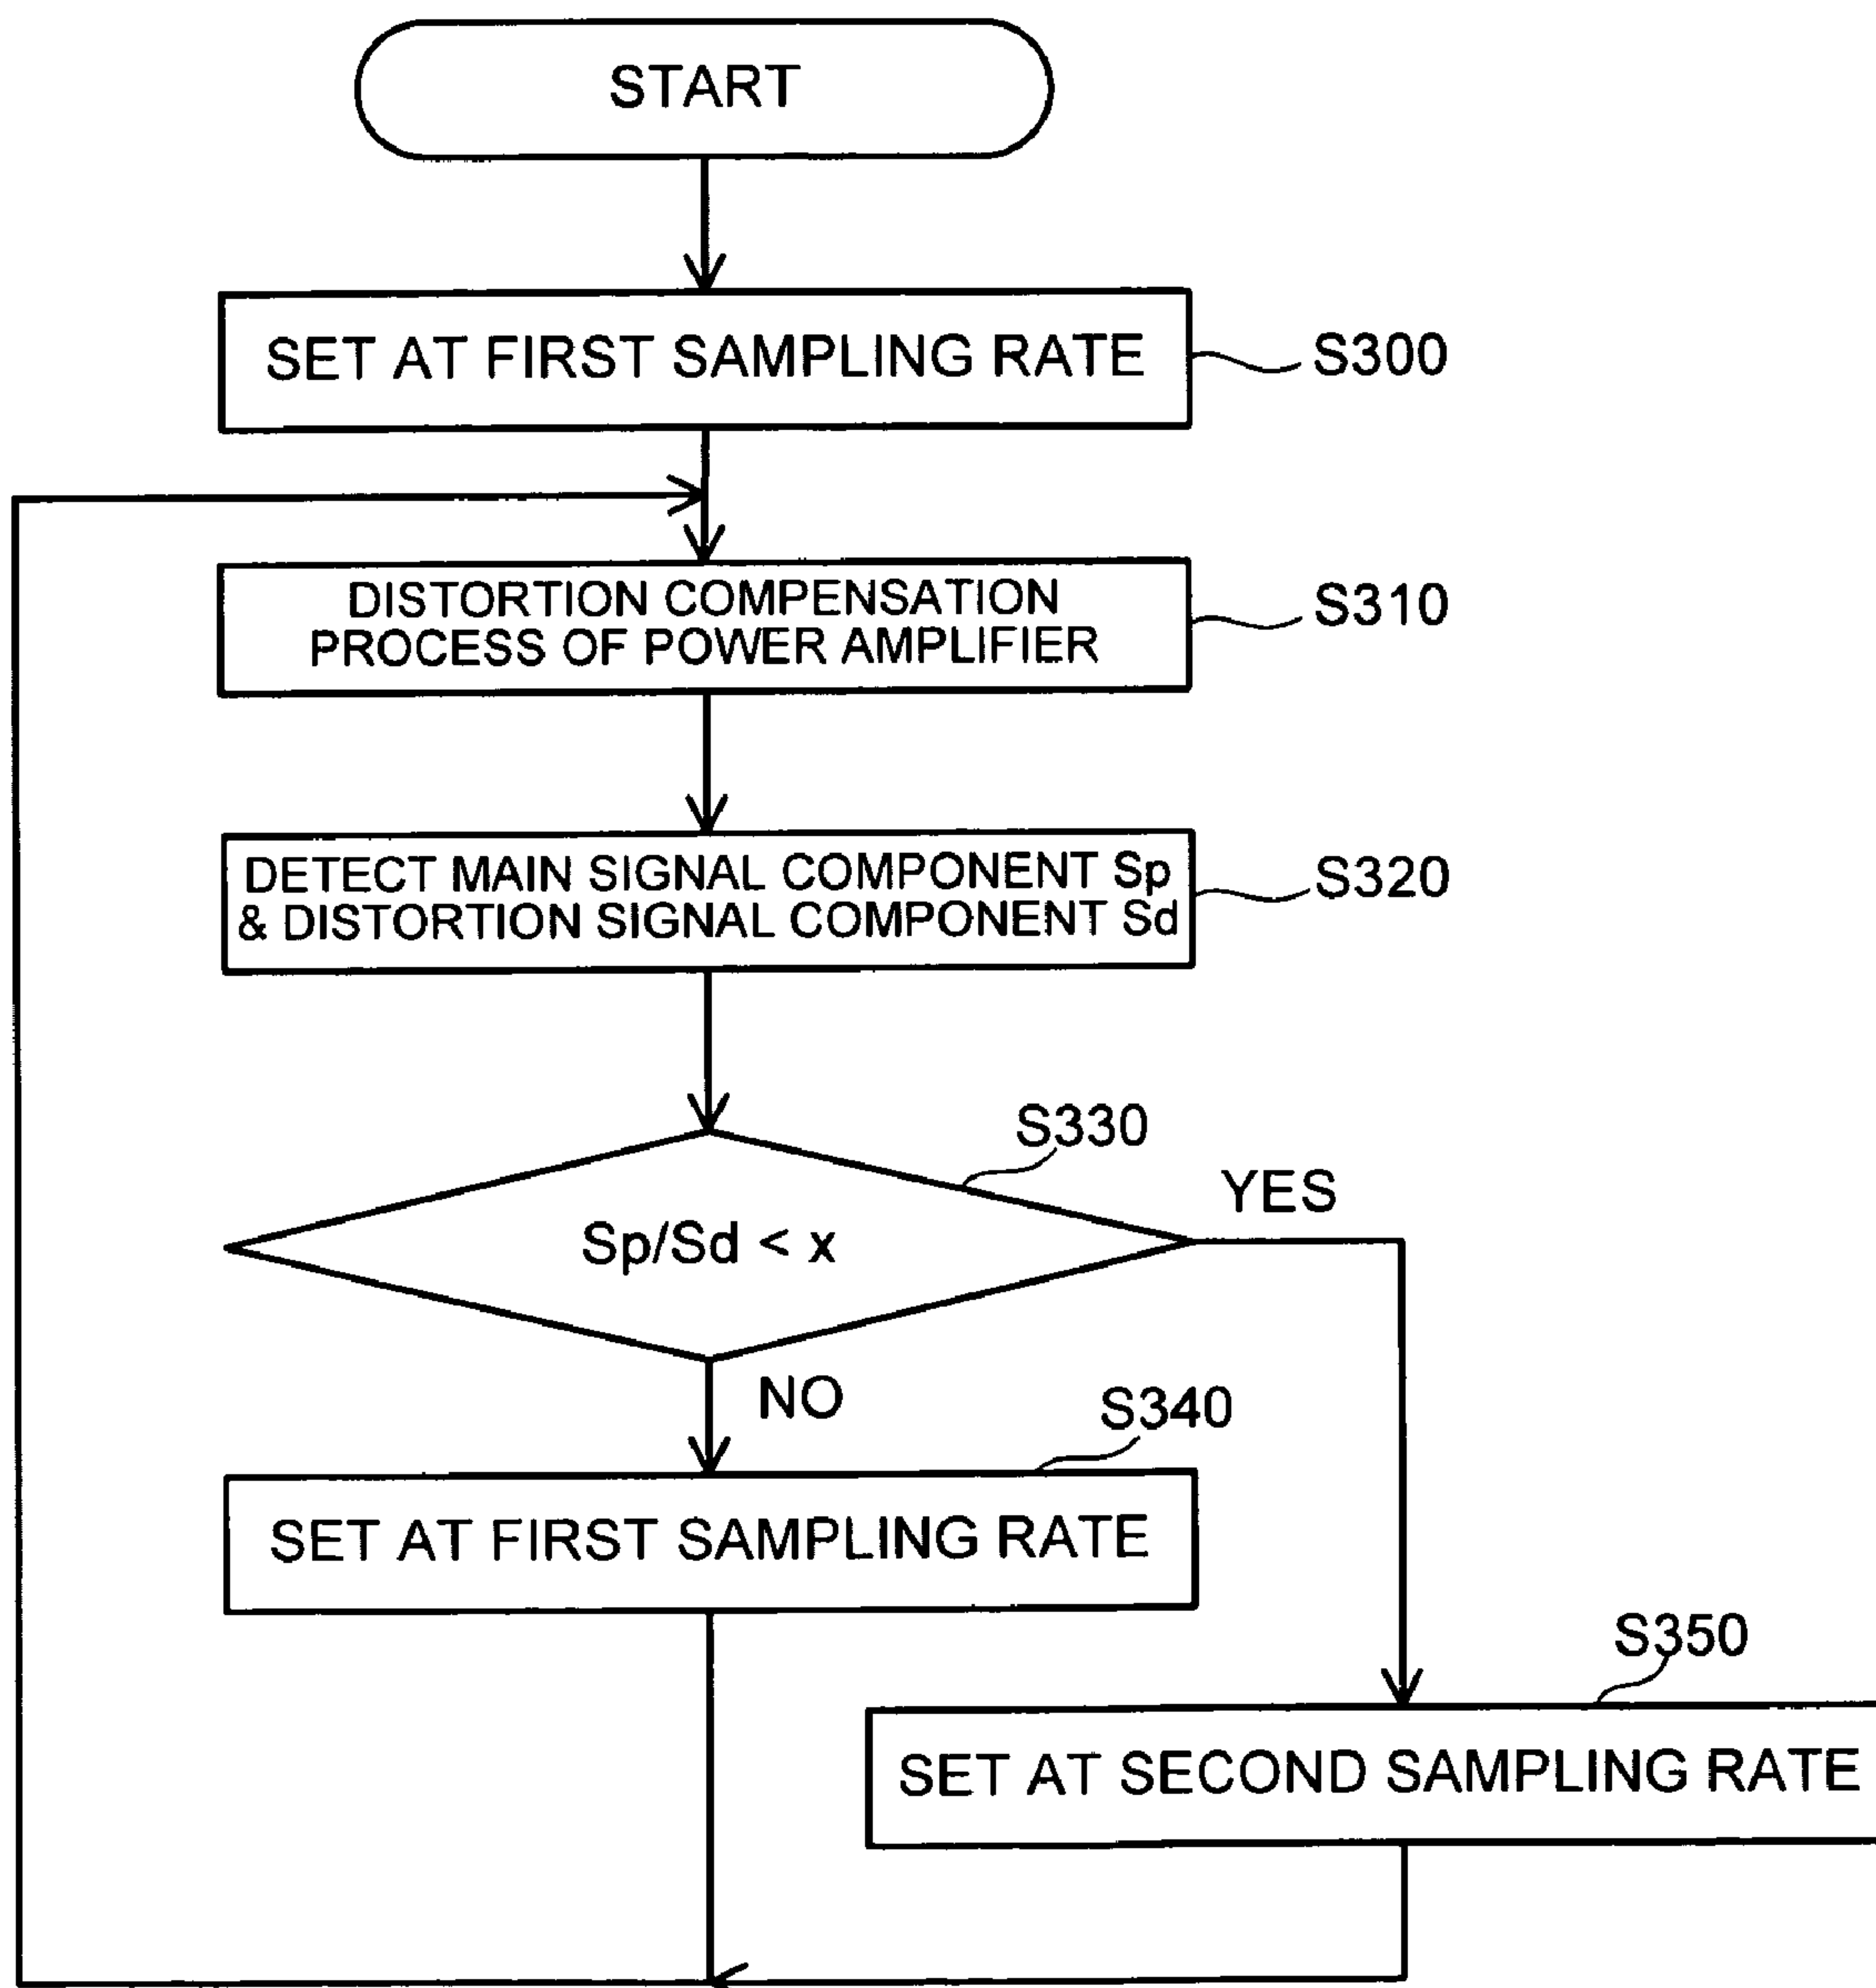 START
SET AT FIRST SAMPLING RATE
S300
DISTORTION COMPENSATION
PROCESS OF POWER AMPLIFIER
S310
DETECT MAIN SIGNAL COMPONENT Sp
& DISTORTION SIGNAL COMPONENT Sd
S320
S330
YES
Sp/Sd < x
NO
S340
SET AT FIRST SAMPLING RATE
S350
SET AT SECOND SAMPLING RATE